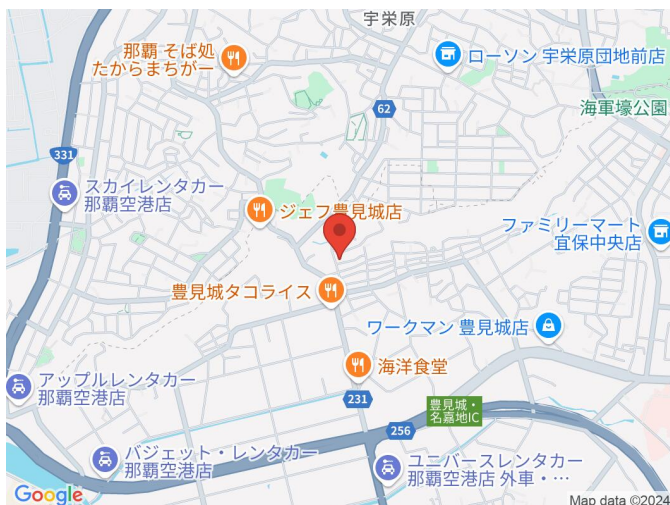 宇栄原
那覇 そば処
たからまちがー
ローソン 宇栄原団地前店
62
海軍壕公園
331
スカイレンタカー
那覇空港店
ジェフ豊見城店
ファミリーマート
宜保中央店
豊見城タコライス
ワークマン 豊見城店
海洋食堂
アップルレンタカー
那覇空港店
231
豊見城・
名嘉地IC
256
バジェット・レンタカー
那覇空港店
ユニバースレンタカー
那覇空港店 外車・…
Google
Map data ©2024